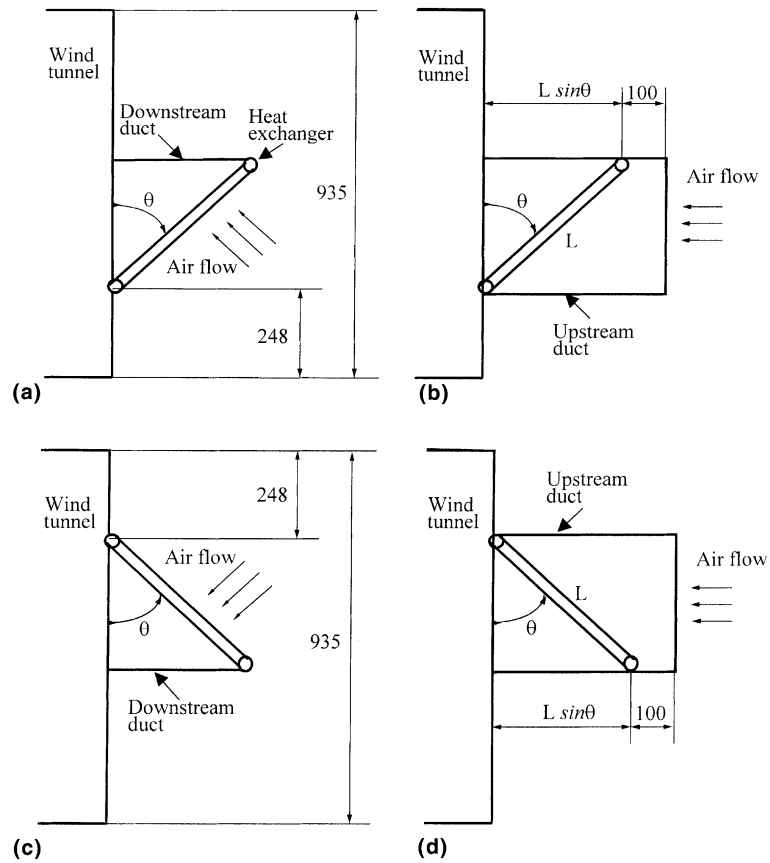 Wind
tunnel
Downstream
duct
Heat
exchanger
θ
Air flow
935
248
(a)
Wind
tunnel
L sinθ
100
Air flow
θ
L
Upstream
duct
(b)
Wind
tunnel
248
Air flow
θ
935
Downstream
duct
(c)
Upstream
duct
Wind
tunnel
Air flow
L
θ
L sinθ
100
(d)